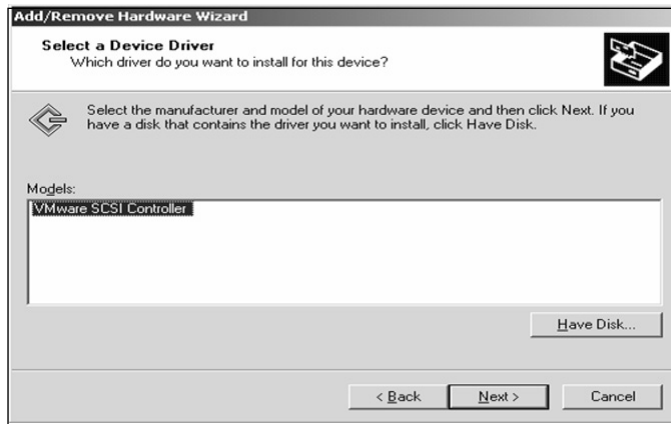 Add/Remove Hardware Wizard
Select a Device Driver
Which driver do you want to install for this device?
Select the manufacturer and model of your hardware device and then click Next. If you
have a disk that contains the driver you want to install, click Have Disk.
Models:
VMware SCSI Controller
Have Disk...
< Back
Next >
Cancel